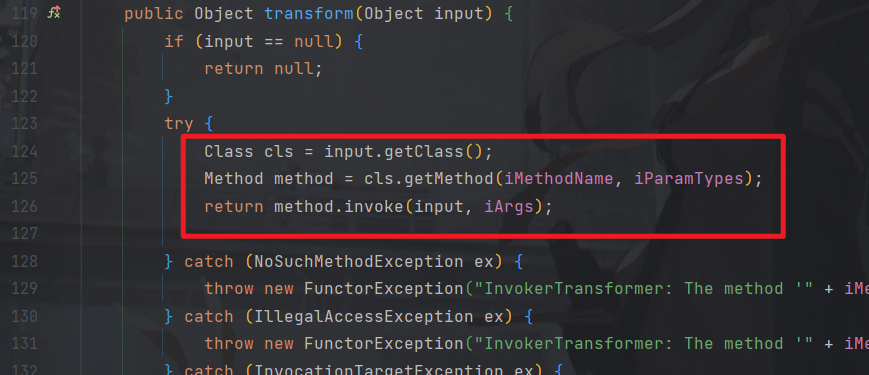 119 public Object transform(Object input) {
120 if (input == null) {
121 return null;
122 }
123 try {
124 Class cls = input.getClass();
125 Method method = cls.getMethod(iMethodName, iParamTypes);
126 return method.invoke(input, iArgs);
127
128 } catch (NoSuchMethodException ex) {
129 throw new FunctorException("InvokerTransformer: The method '" + iMe
130 } catch (IllegalAccessException ex) {
131 throw new FunctorException("InvokerTransformer: The method '" + iMe
132 } catch (InvocationTargetException ex) {